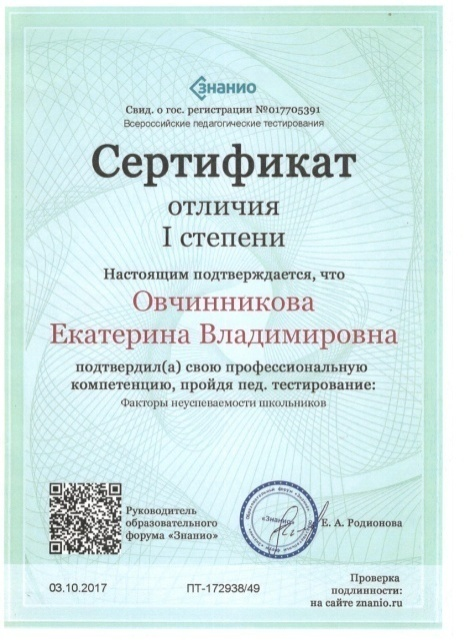 ЗНАНИО
Свид. о гос. регистрации №017705391
Всероссийские педагогические тестирования
Сертификат
отличия
I степени
Настоящим подтверждается, что
Овчинникова
Екатерина Владимировна
подтвердил(а) свою профессиональную
компетенцию, пройдя пед. тестирование:
Факторы неуспеваемости школьников
Руководитель
образовательного
форума «Знанио»
«Знанио»
Е. А. Родионова
03.10.2017
ПТ-172938/49
Проверка
подлинности:
на сайте znanio.ru